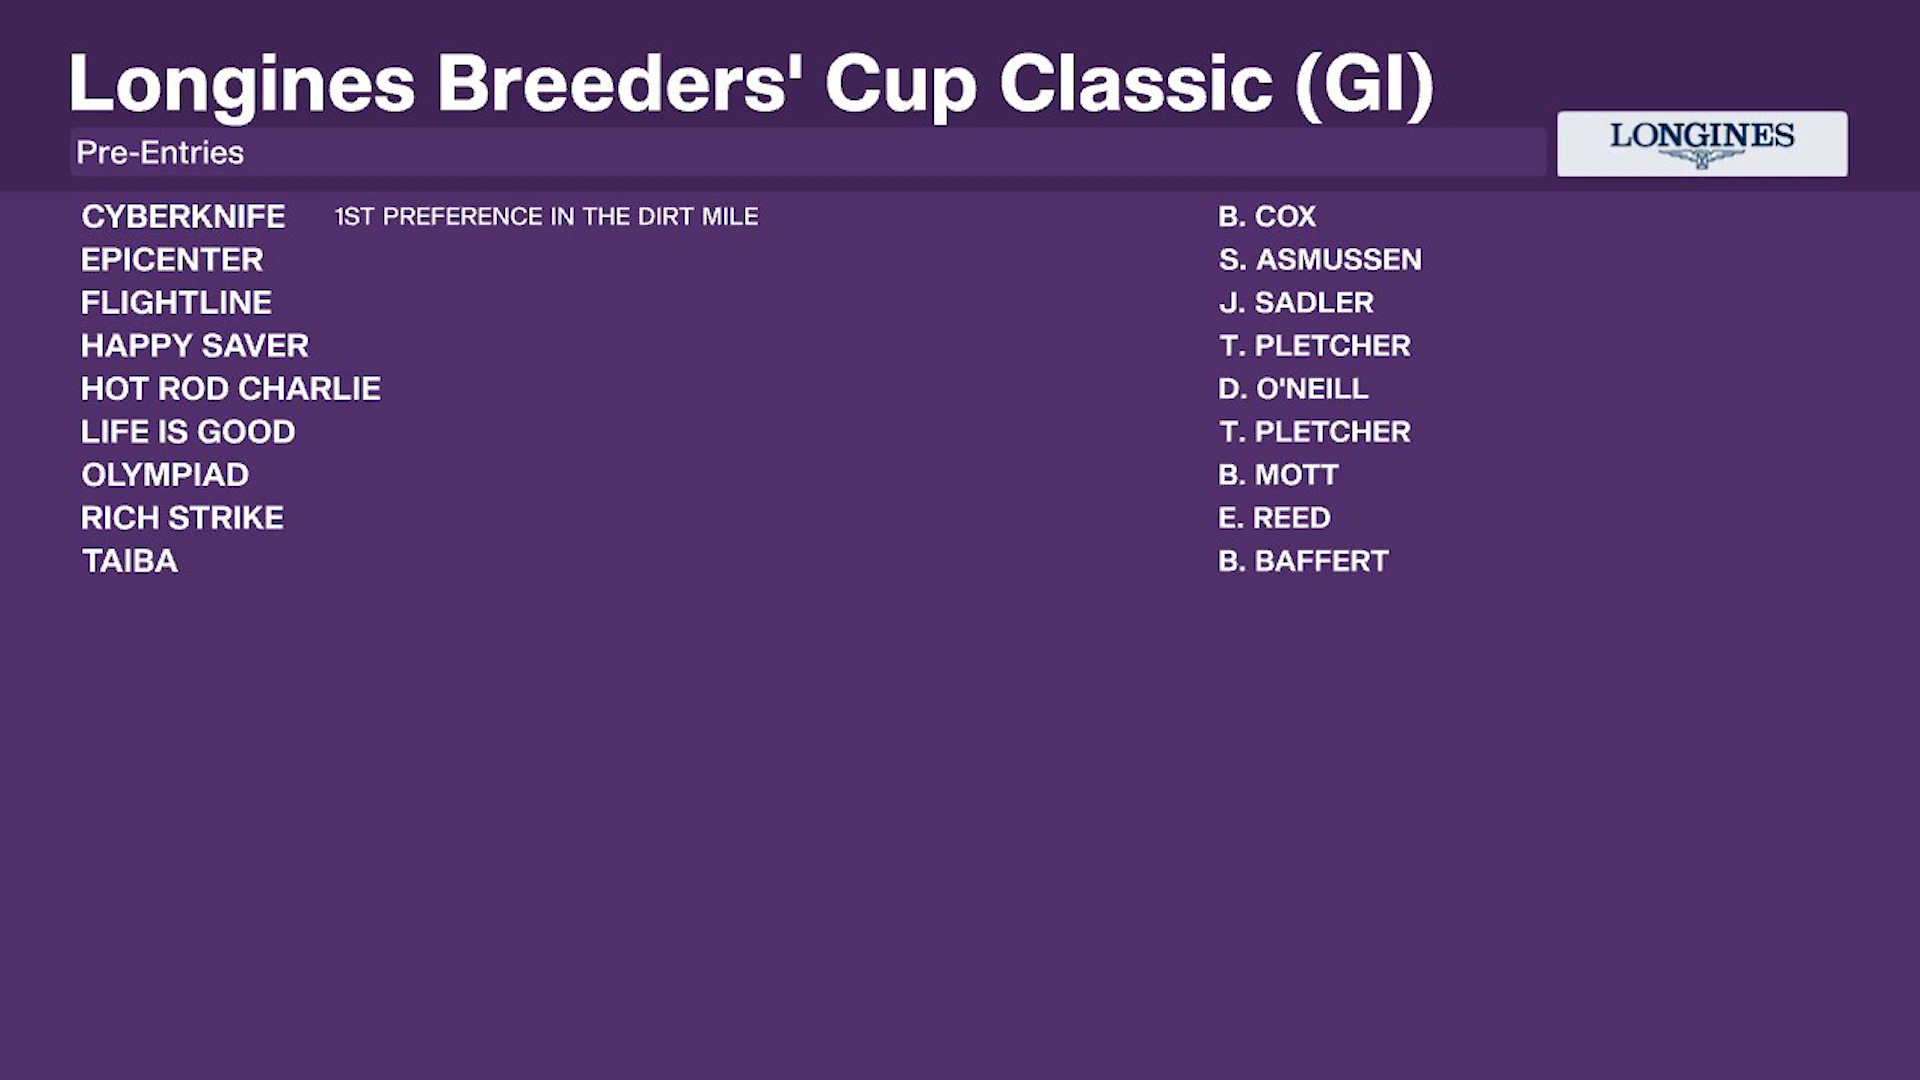 Longines Breeders' Cup Classic (GI)
Pre-Entries
LONGINES
CYBERKNIFE 1ST PREFERENCE IN THE DIRT MILE B. COX
EPICENTER S. ASMUSSEN
FLIGHTLINE J. SADLER
HAPPY SAVER T. PLETCHER
HOT ROD CHARLIE D. O'NEILL
LIFE IS GOOD T. PLETCHER
OLYMPIAD B. MOTT
RICH STRIKE E. REED
TAIBA B. BAFFERT